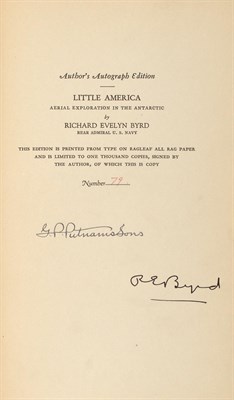 Author's Autograph Edition
LITTLE AMERICA
AERIAL EXPLORATION IN THE ANTARCTIC
by
RICHARD EVELYN BYRD
REAR ADMIRAL U. S. NAVY
THIS EDITION IS PRINTED FROM TYPE ON RAGLEAF ALL RAG PAPER
AND IS LIMITED TO ONE THOUSAND COPIES, SIGNED BY
THE AUTHOR, OF WHICH THIS IS COPY
Number 79
G.P. Putnam's Sons
R E Byrd